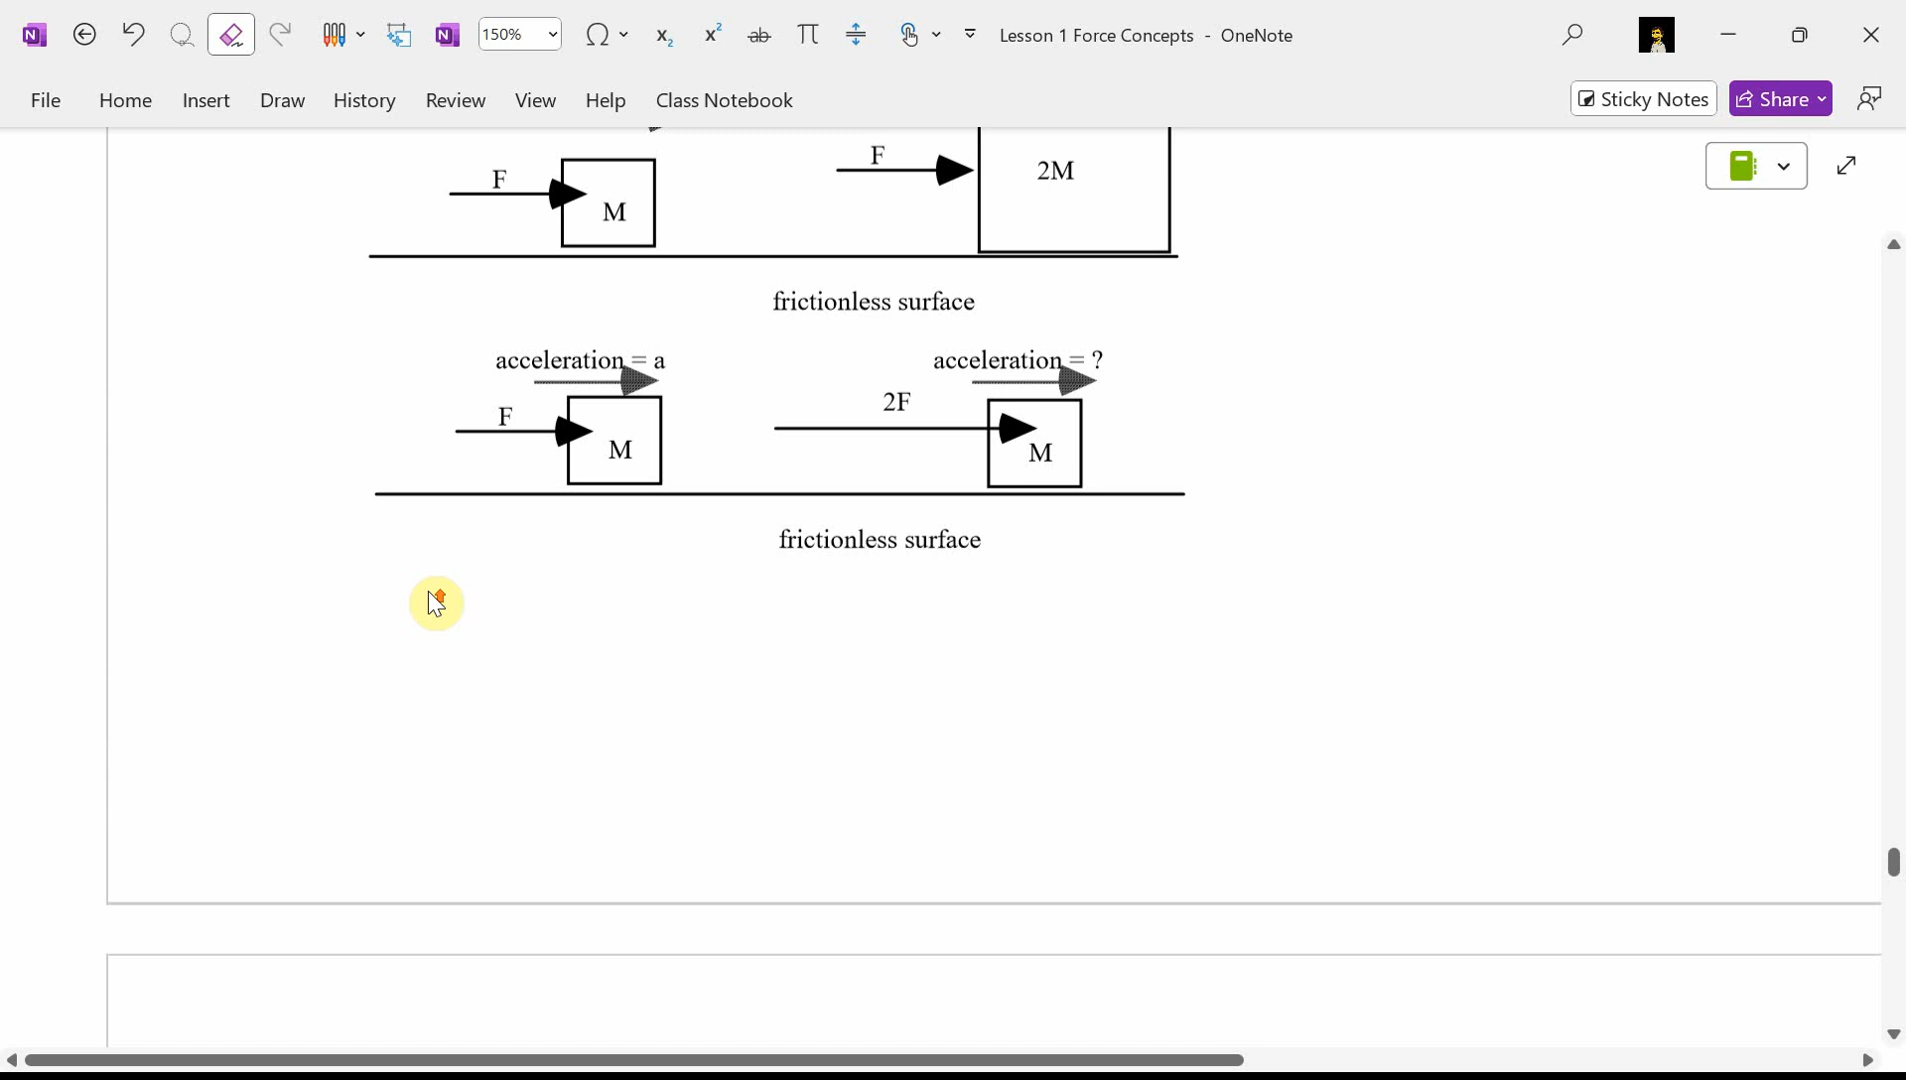 150%
Lesson 1 Force Concepts - OneNote
File Home Insert Draw History Review View Help Class Notebook
Sticky Notes
Share
F
M
F
2M
frictionless surface
acceleration = a
acceleration = ?
F
M
2F
M
frictionless surface